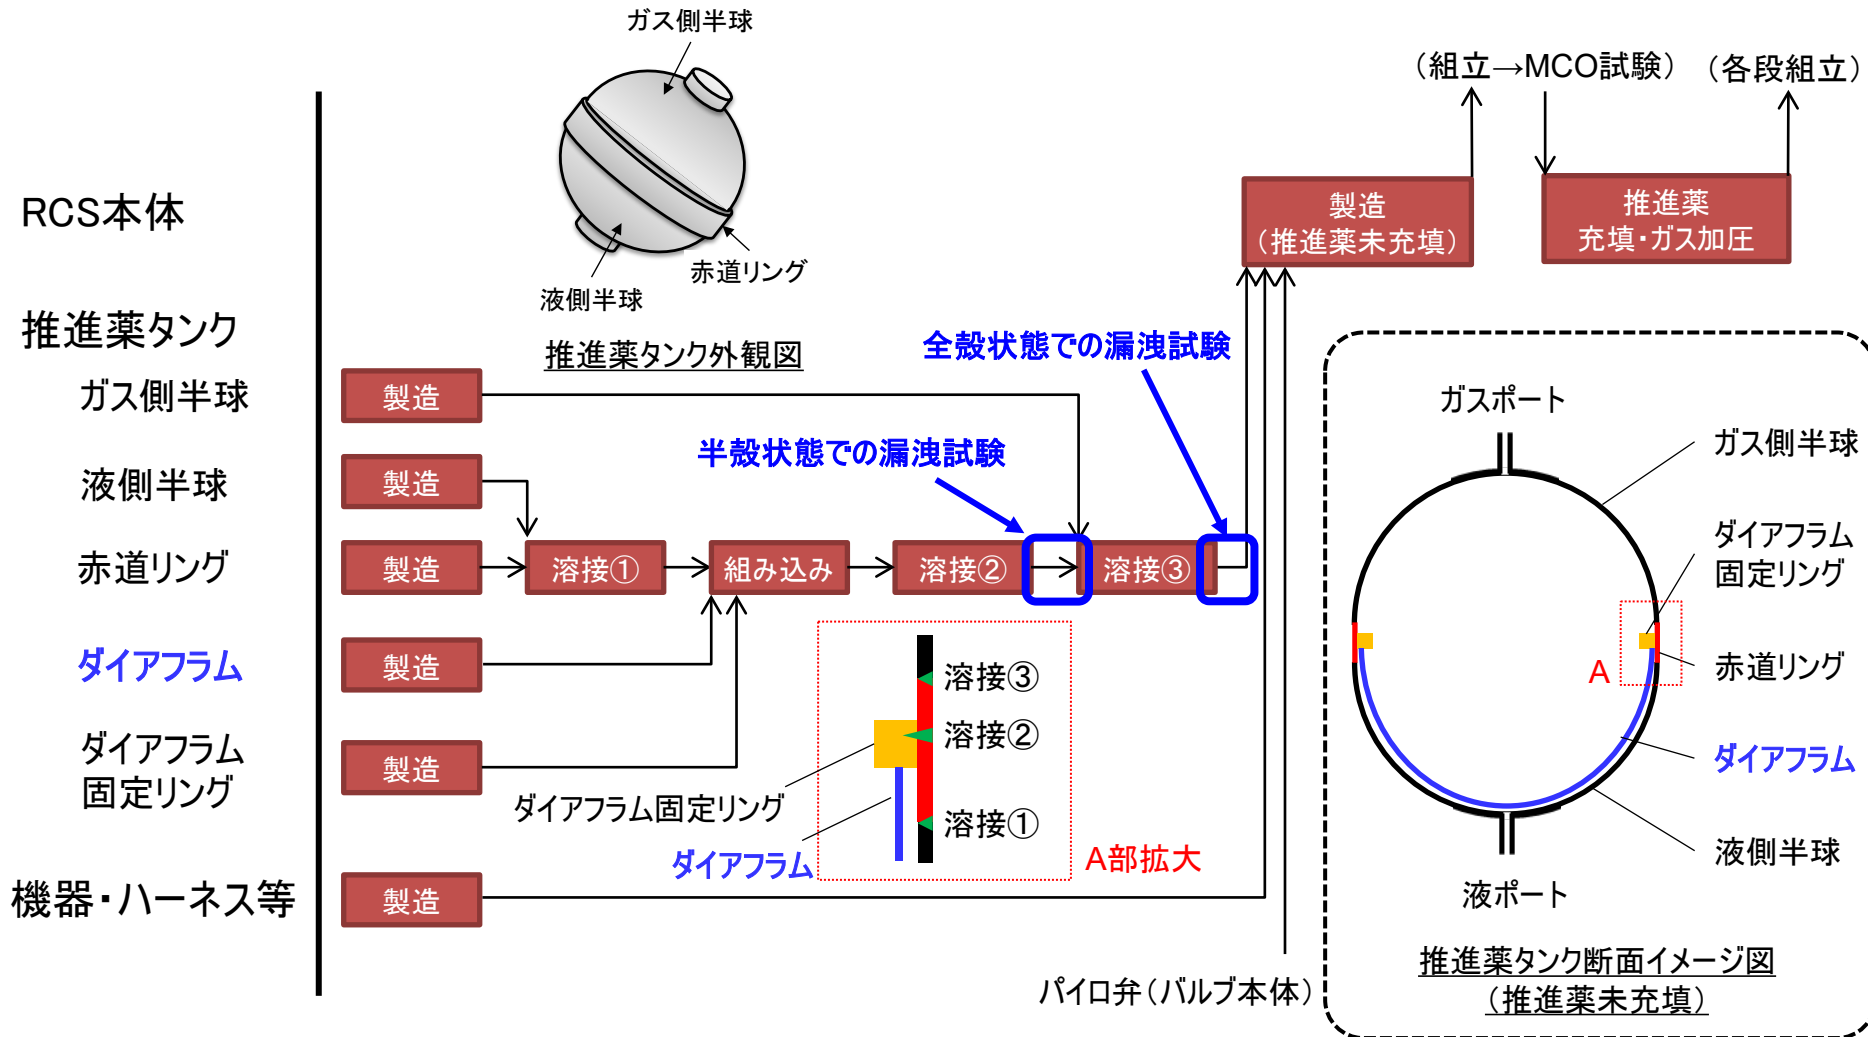 ガス側半球
(組立→MCO試験)
(各段組立)
RCS本体
製造
(推進薬未充填)
推進薬
充填・ガス加圧
赤道リング
液側半球
推進薬タンク
推進薬タンク外観図
全殻状態での漏洩試験
半殻状態での漏洩試験
ガス側半球
製造
液側半球
製造
赤道リング
製造
溶接①
組み込み
溶接②
溶接③
ダイアフラム
製造
ダイアフラム
固定リング
製造
溶接③
溶接②
溶接①
ダイアフラム固定リング
ダイアフラム
A部拡大
機器・ハーネス等
製造
パイロ弁(バルブ本体)
ガスポート
ガス側半球
ダイアフラム
固定リング
赤道リング
A
ダイアフラム
液側半球
液ポート
推進薬タンク断面イメージ図
(推進薬未充填)